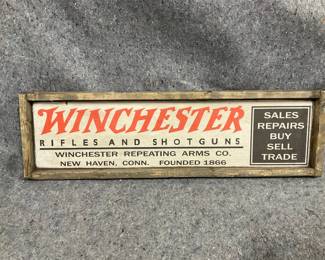 WINCHESTER
RIFLES AND SHOTGUNS
WINCHESTER REPEATING ARMS CO.
NEW HAVEN, CONN. FOUNDED 1866
SALES
REPAIRS
BUY
SELL
TRADE